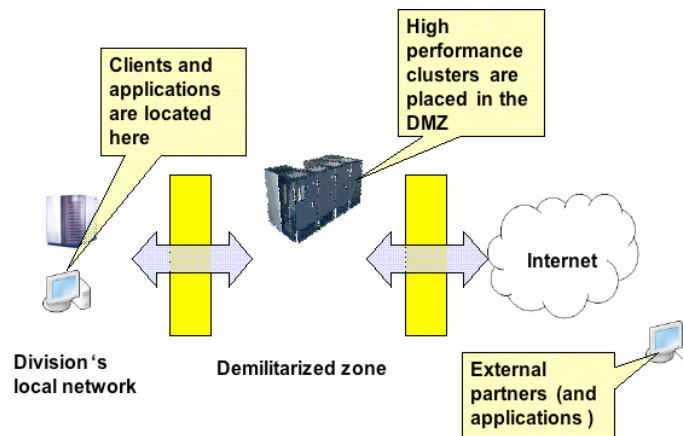 Clients and
applications
are located
here
High
performance
clusters are
placed in the
DMZ
Internet
Division‘s
local network
Demilitarized zone
External
partners (and
applications )